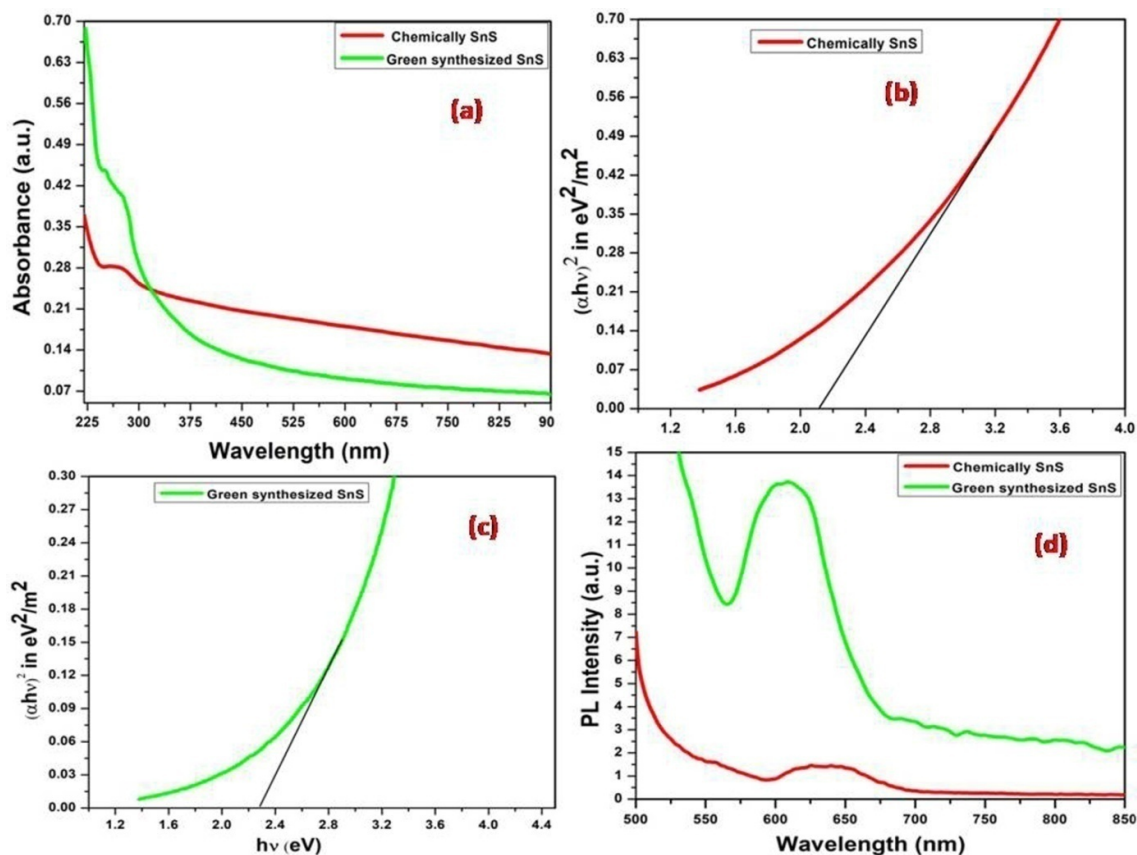 0.70
0.63
0.56
0.49
0.42
0.35
0.28
0.21
0.14
0.07
Absorbance (a.u.)
Chemically SnS
Green synthesized SnS
(a)
225 300 375 450 525 600 675 750 825 90
Wavelength (nm)
0.70
0.63
0.56
0.49
0.42
0.35
0.28
0.21
0.14
0.07
0.00
(αhν)² in eV²/m²
Chemically SnS
(b)
1.2 1.6 2.0 2.4 2.8 3.2 3.6 4.0
0.30
0.27
0.24
0.21
0.18
0.15
0.12
0.09
0.06
0.03
0.00
(αhν)² in eV²/m²
Green synthesized SnS
(c)
1.2 1.6 2.0 2.4 2.8 3.2 3.6 4.0 4.4
hν (eV)
15
14
13
12
11
10
9
8
7
6
5
4
3
2
1
0
PL Intensity (a.u.)
Chemically SnS
Green synthesized SnS
(d)
500 550 600 650 700 750 800 850
Wavelength (nm)